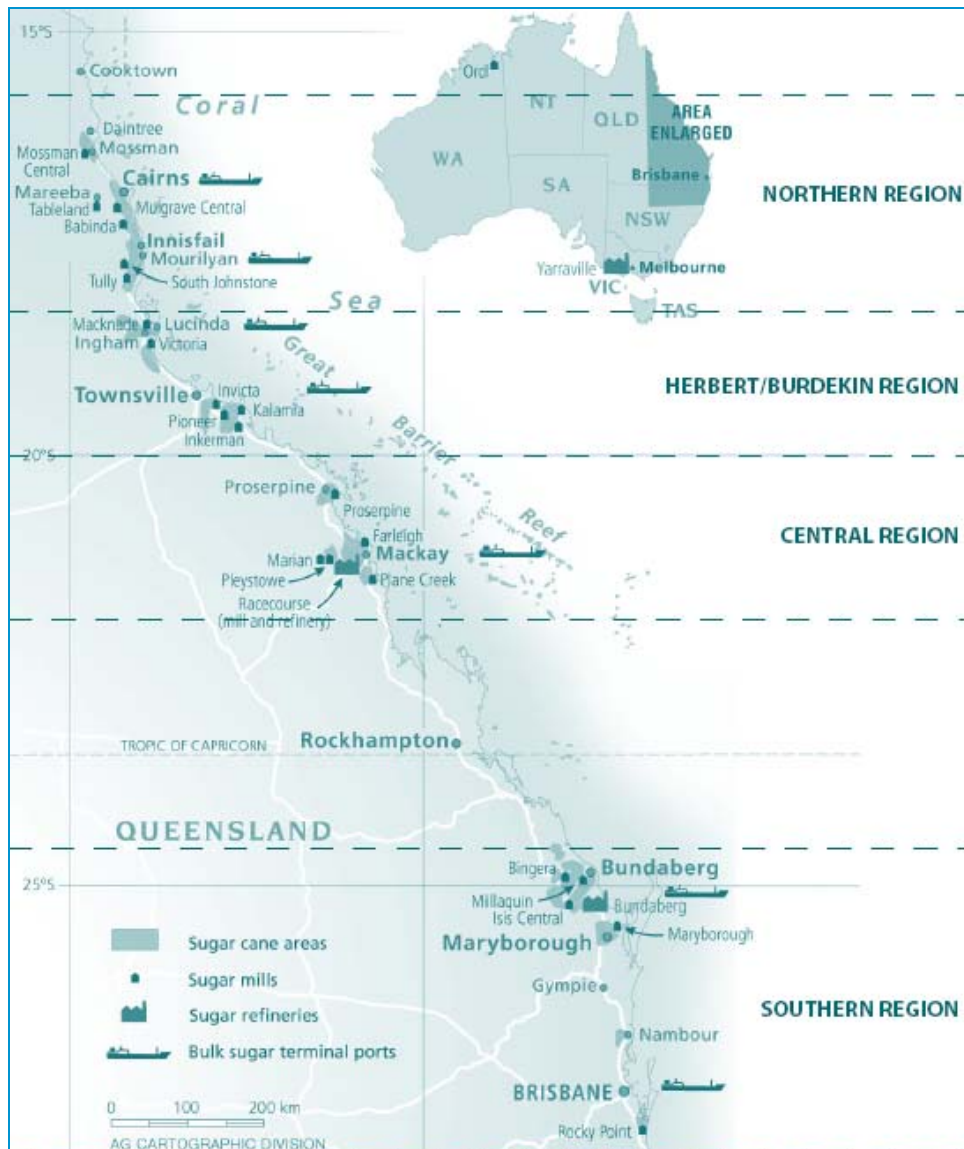 15°S
Cooktown
Coral
Daintree
Mossman
Mossman
Central
Cairns
Mareeba
Tableland
Mulgrave Central
Babinda
Innisfail
Mourilyan
South Johnstone
Tully
Sea
Macknade
Lucinda
Ingham
Victoria
Great
Townsville
Invicta
Kalamia
Pioneer
Inkerman
Barrier
20°S
Proserpine
Proserpine
Reef
Farleigh
Mackay
Marian
Pleystowe
Plane Creek
Racecourse
(mill and refinery)
Rockhampton
TROPIC OF CAPRICORN
QUEENSLAND
Bingera
Bundaberg
25°S
Millaquin
Isis Central
Bundaberg
Maryborough
Maryborough
Gympie
Nambour
BRISBANE
Rocky Point
Ord
NT
QLD
AREA
ENLARGED
WA
SA
Brisbane
NSW
Yarraville
Melbourne
VIC
TAS
NORTHERN REGION
HERBERT/BURDEKIN REGION
CENTRAL REGION
SOUTHERN REGION
Sugar cane areas
Sugar mills
Sugar refineries
Bulk sugar terminal ports
0 100 200 km
AG CARTOGRAPHIC DIVISION